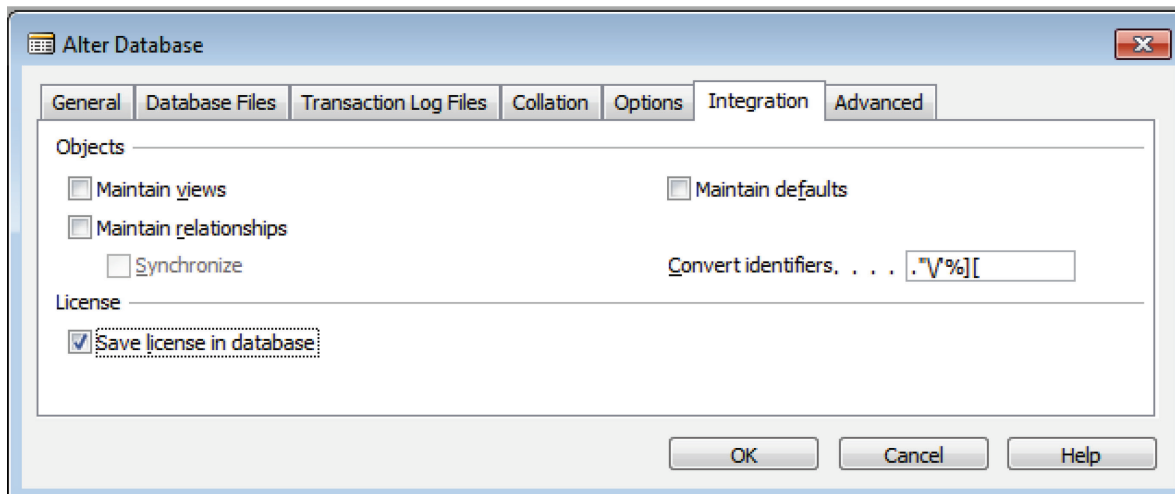 Alter Database
General Database Files Transaction Log Files Collation Options Integration Advanced
Objects
Maintain views Maintain defaults
Maintain relationships
Synchronize Convert identifiers. . . . ."\/'%][
License
Save license in database
OK Cancel Help